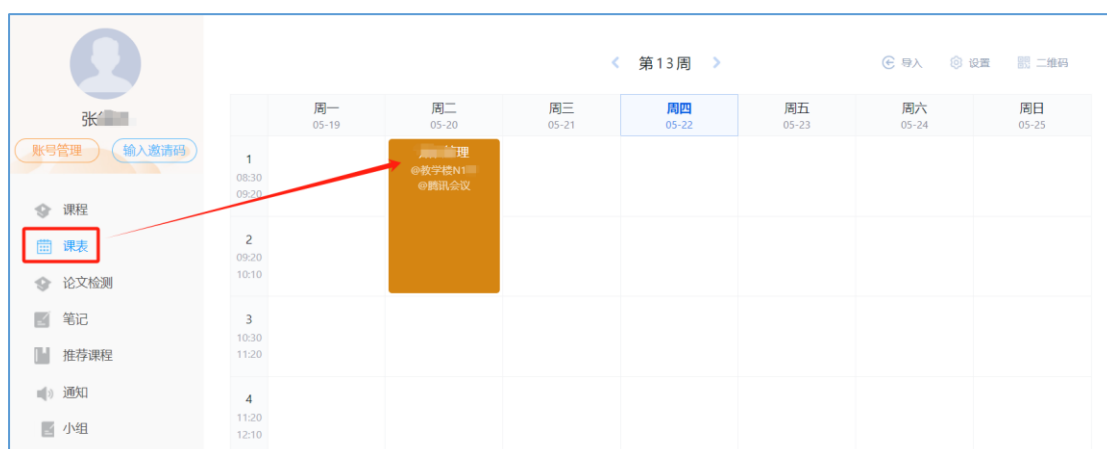 张
账号管理
输入邀请码
课程
课表
论文检测
笔记
推荐课程
通知
小组
第13周
导入
设置
二维码
周一
05-19
周二
05-20
周三
05-21
周四
05-22
周五
05-23
周六
05-24
周日
05-25
1
08:30
09:20
理
@教学楼N1
@腾讯会议
2
09:20
10:10
3
10:30
11:20
4
11:20
12:10